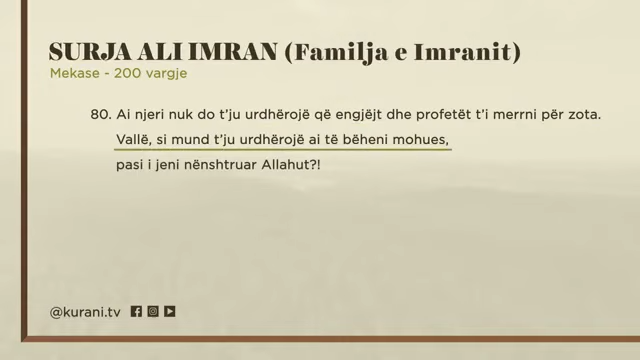 SURJA ALI IMRAN (Familja e Imranit)
Mekase - 200 vargje
80. Ai njeri nuk do t'ju urdhërojë që engjëjt dhe profetët t'i merrni për zota.
Vallë, si mund t'ju urdhërojë ai të bëheni mohues,
pasi i jeni nënshtruar Allahut?!
@kurani.tv